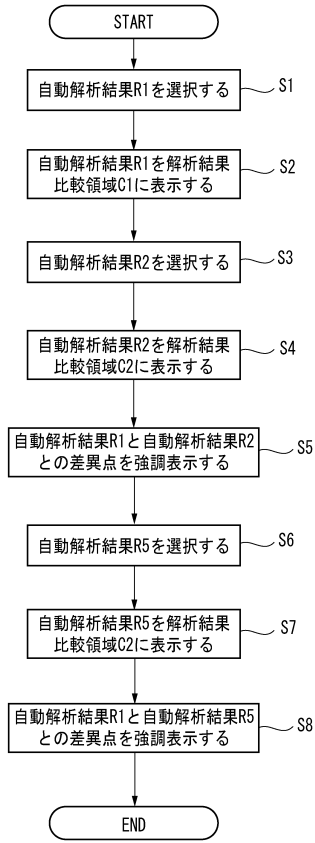 START
自動解析結果R1を選択する
S1
自動解析結果R1を解析結果
比較領域C1に表示する
S2
自動解析結果R2を選択する
S3
自動解析結果R2を解析結果
比較領域C2に表示する
S4
自動解析結果R1と自動解析結果R2
との差異点を強調表示する
S5
自動解析結果R5を選択する
S6
自動解析結果R5を解析結果
比較領域C2に表示する
S7
自動解析結果R1と自動解析結果R5
との差異点を強調表示する
S8
END